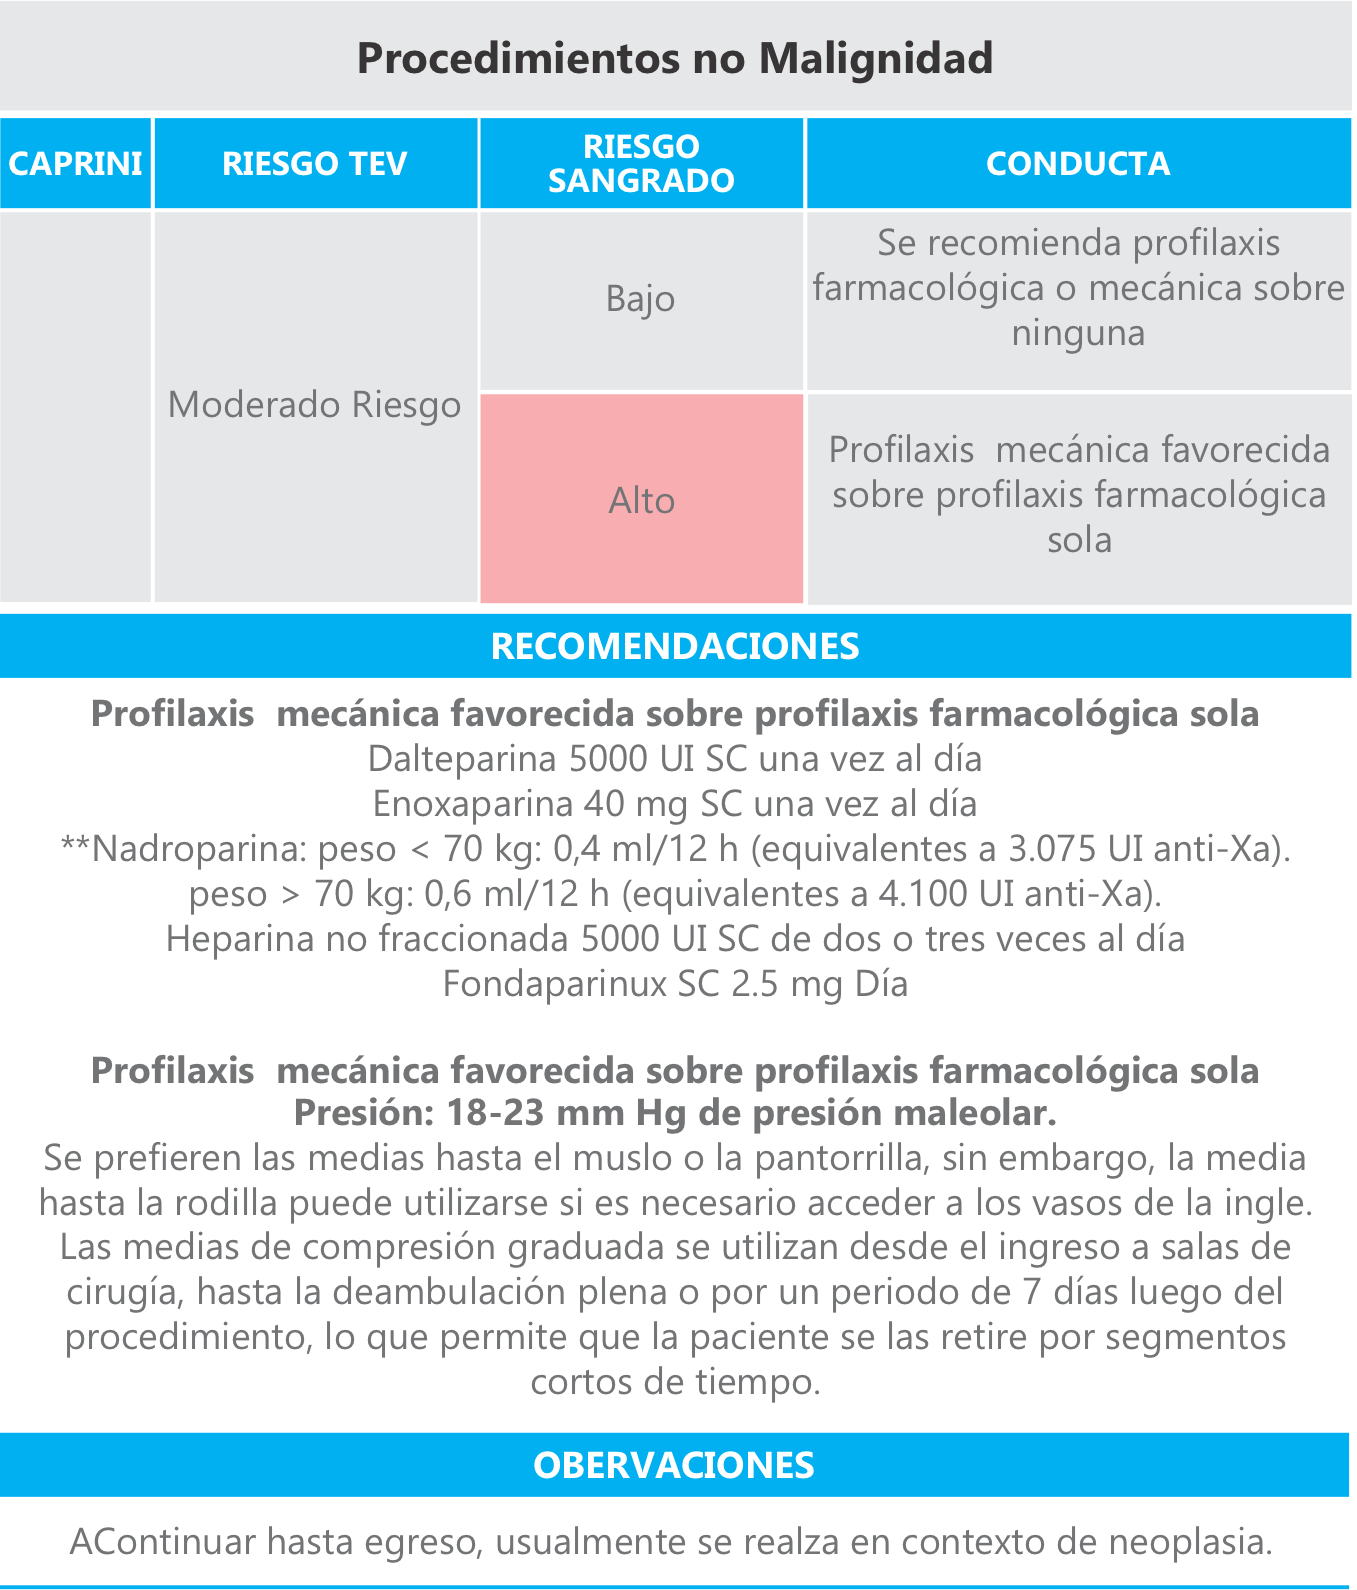 Procedimientos no Malignidad
CAPRINI
RIESGO TEV
RIESGO
SANGRADO
CONDUCTA
Moderado Riesgo
Bajo
Se recomienda profilaxis
farmacológica o mecánica sobre
ninguna
Alto
Profilaxis  mecánica favorecida
sobre profilaxis farmacológica
sola
RECOMENDACIONES
Profilaxis  mecánica favorecida sobre profilaxis farmacológica sola
Dalteparina 5000 UI SC una vez al día
Enoxaparina 40 mg SC una vez al día
**Nadroparina: peso < 70 kg: 0,4 ml/12 h (equivalentes a 3.075 UI anti-Xa).
peso > 70 kg: 0,6 ml/12 h (equivalentes a 4.100 UI anti-Xa).
Heparina no fraccionada 5000 UI SC de dos o tres veces al día
Fondaparinux SC 2.5 mg Día
Profilaxis  mecánica favorecida sobre profilaxis farmacológica sola
Presión: 18-23 mm Hg de presión maleolar.
Se prefieren las medias hasta el muslo o la pantorrilla, sin embargo, la media
hasta la rodilla puede utilizarse si es necesario acceder a los vasos de la ingle.
Las medias de compresión graduada se utilizan desde el ingreso a salas de
cirugía, hasta la deambulación plena o por un periodo de 7 días luego del
procedimiento, lo que permite que la paciente se las retire por segmentos
cortos de tiempo.
OBERVACIONES
AContinuar hasta egreso, usualmente se realza en contexto de neoplasia.